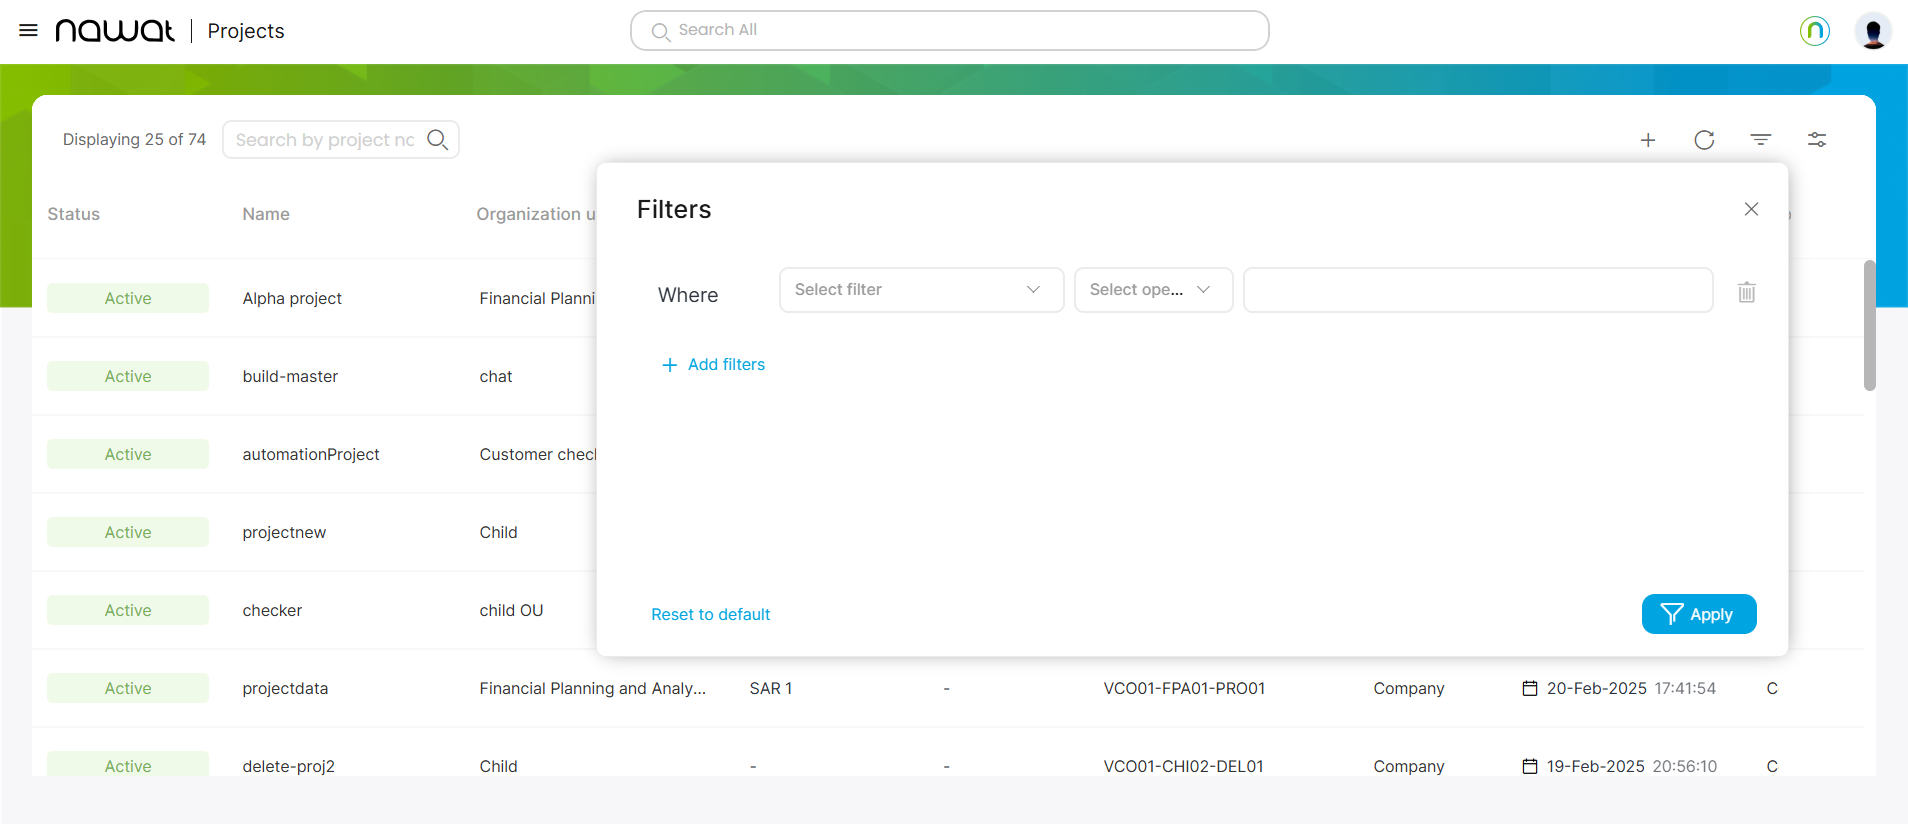 nawat Projects
Search All
Displaying 25 of 74
Search by project nc
Status Name Organization u
Filters
Active Alpha project Financial Planni
Where Select filter Select ope...
Add filters
Active build-master chat
Active automationProject Customer chec
Active projectnew Child
Active checker child OU
Reset to default Apply
Active projectdata Financial Planning and Analy... SAR 1 - VCO01-FPA01-PRO01 Company 20-Feb-2025 17:41:54 C
Active delete-proj2 Child - - VCO01-CHI02-DEL01 Company 19-Feb-2025 20:56:10 C